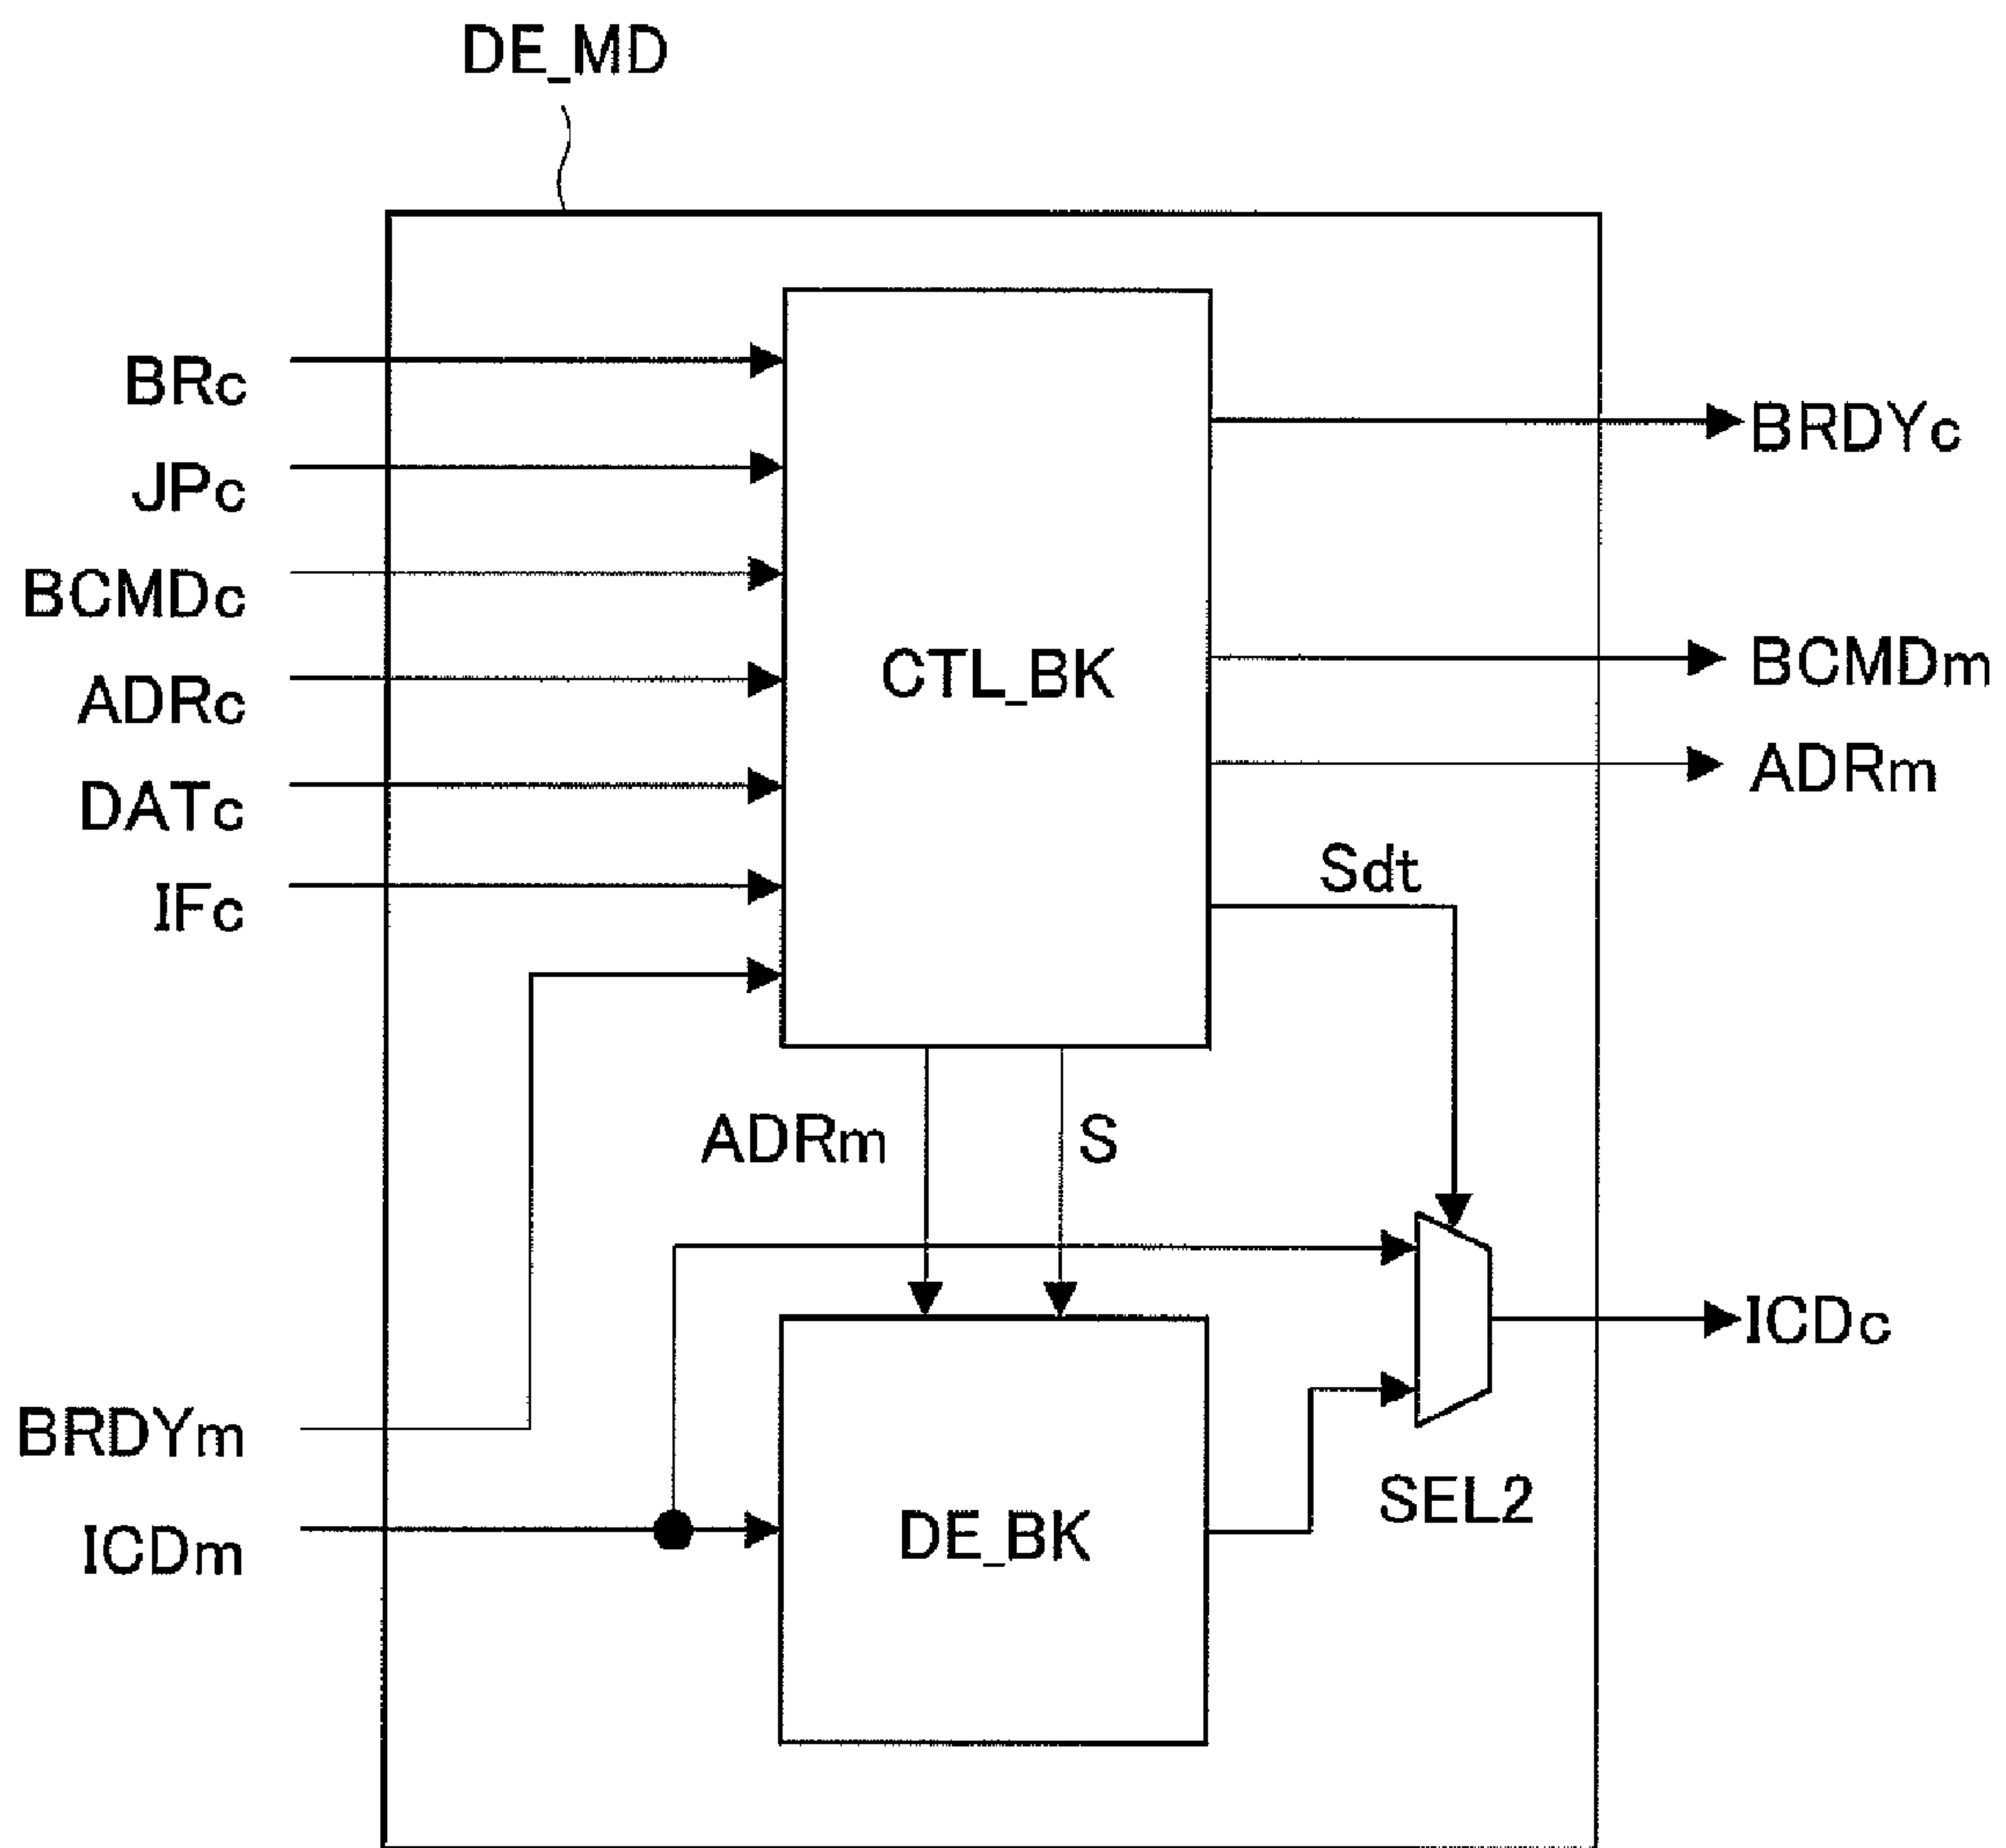 DE_MD
BRc
JPc
BCMDc
ADRc
DATc
IFc
CTL_BK
BRDYc
BCMDm
ADRm
Sdt
ADRm
S
BRDYm
ICDm
DE_BK
SEL2
ICDc